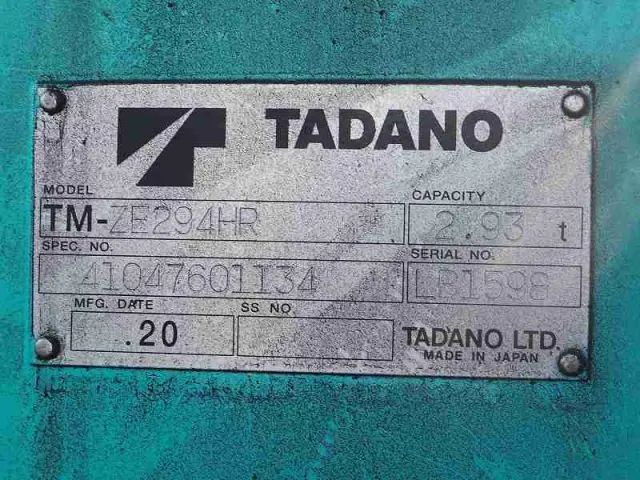 TADANO
MODEL
TM-ZE294HR
CAPACITY
2.93 t
SPEC. NO.
41047601134
SERIAL NO.
LP1598
MFG. DATE
.20
SS NO.
TADANO LTD.
MADE IN JAPAN